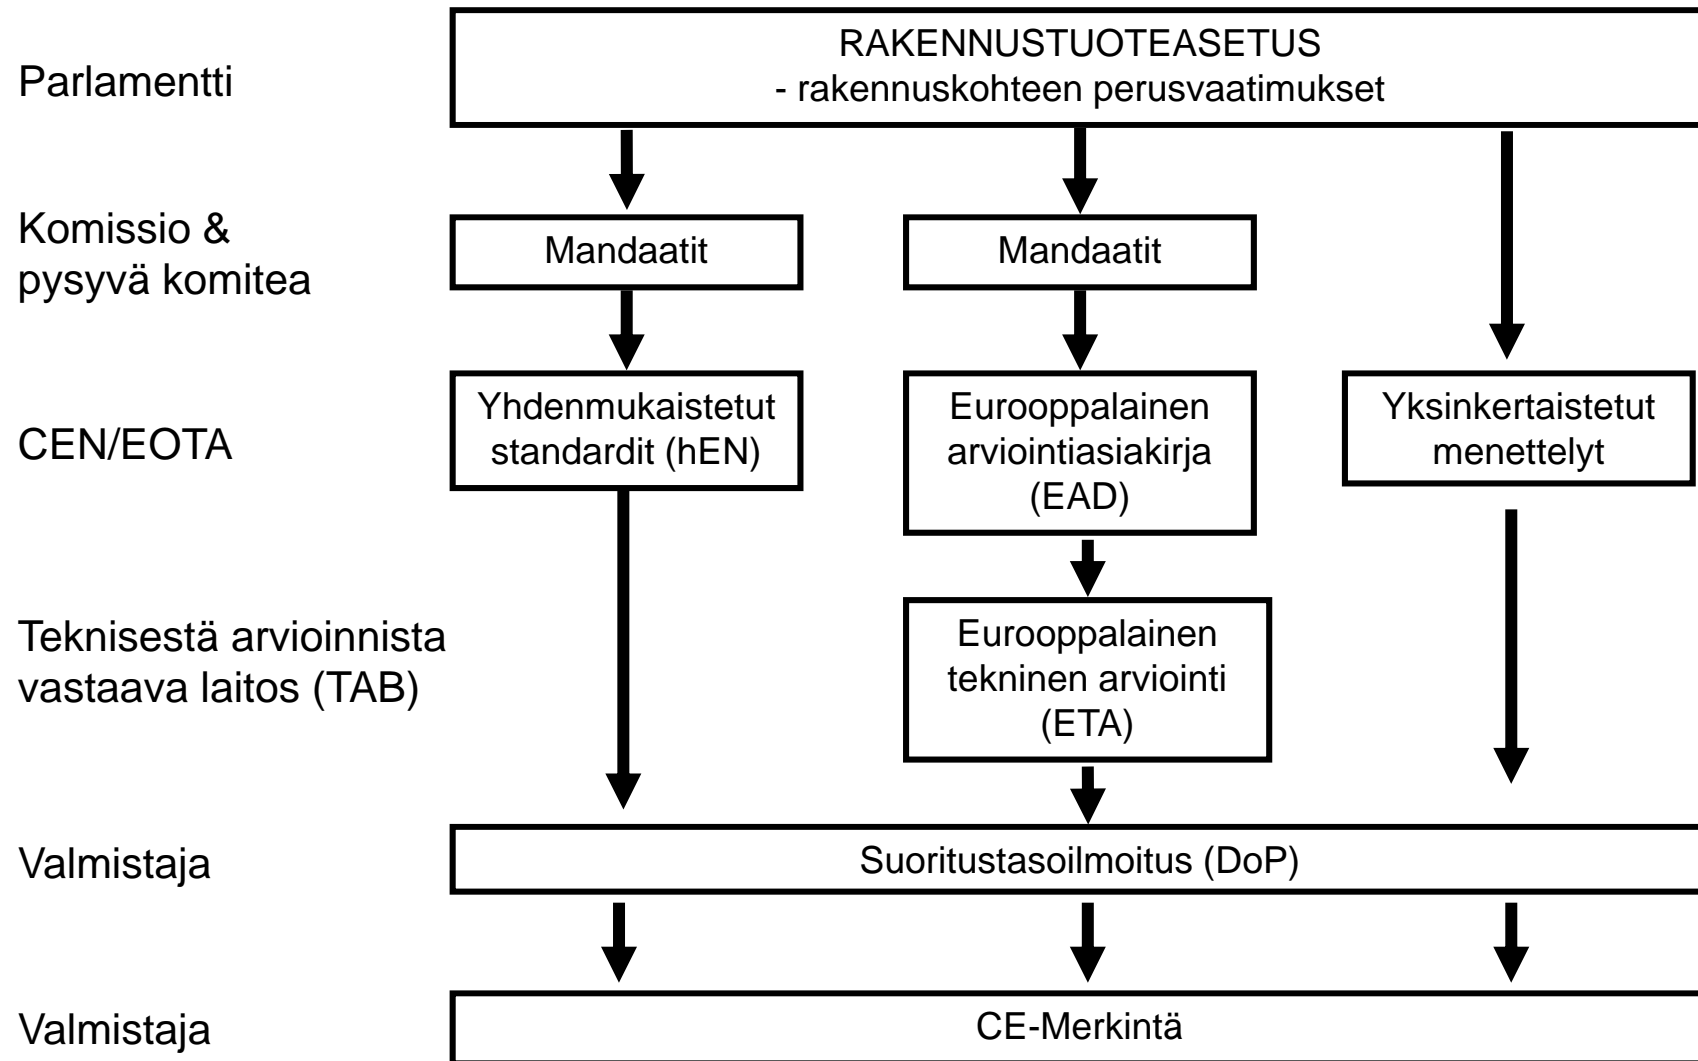 RAKENNUSTUOTEASETUS
- rakennuskohteen perusvaatimukset
Parlamentti
Komissio &
pysyvä komitea
Mandaatit
Mandaatit
CEN/EOTA
Yhdenmukaistetut
standardit (hEN)
Eurooppalainen
arviointiasiakirja
(EAD)
Yksinkertaistetut
menettelyt
Teknisestä arvioinnista
vastaava laitos (TAB)
Eurooppalainen
tekninen arviointi
(ETA)
Valmistaja
Suoritustasoilmoitus (DoP)
Valmistaja
CE-Merkintä